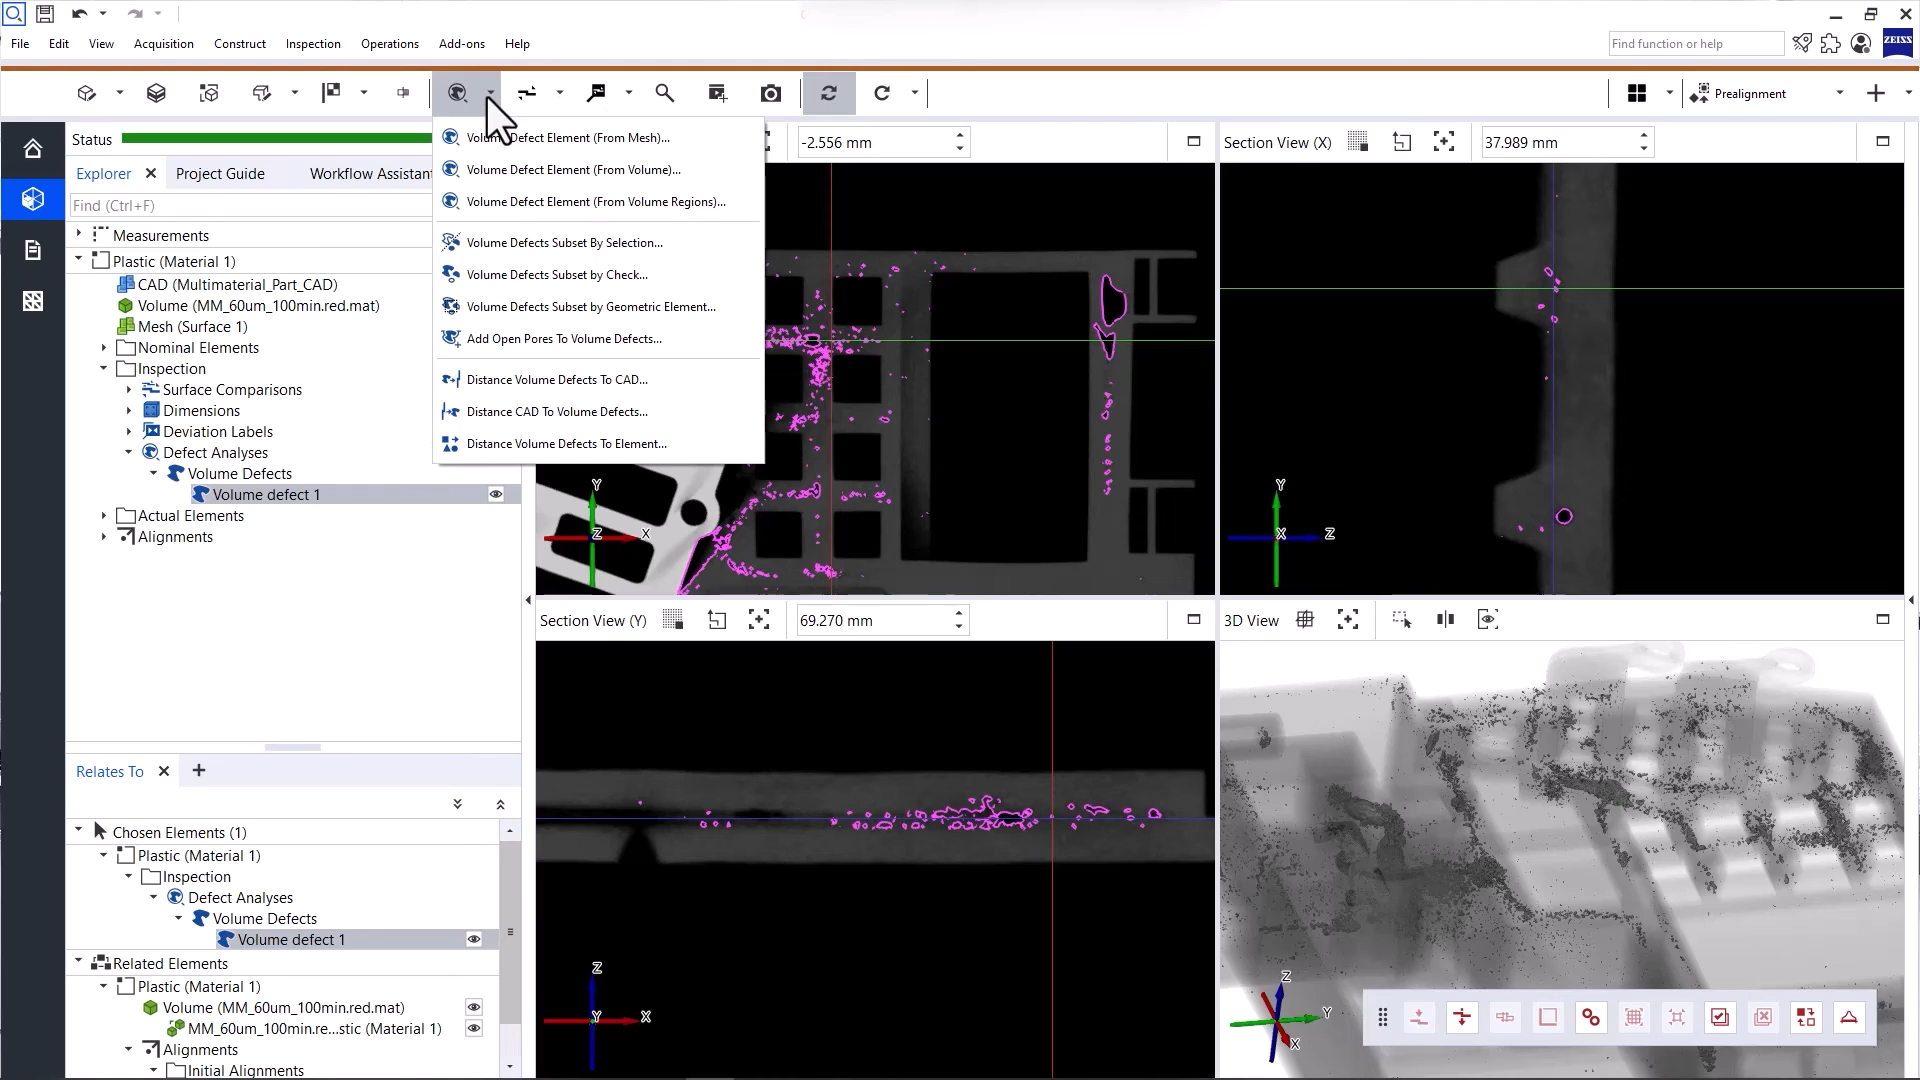 File Edit View Acquisition Construct Inspection Operations Add-ons Help
Find function or help
ZEISS
Prealignment
Status
Explorer Project Guide Workflow Assistant
Find (Ctrl+F)
Measurements
Plastic (Material 1)
CAD (Multimaterial_Part_CAD)
Volume (MM_60um_100min.red.mat)
Mesh (Surface 1)
Nominal Elements
Inspection
Surface Comparisons
Dimensions
Deviation Labels
Defect Analyses
Volume Defects
Volume defect 1
Actual Elements
Alignments
Volume Defect Element (From Mesh)...
Volume Defect Element (From Volume)...
Volume Defect Element (From Volume Regions)...
Volume Defects Subset By Selection...
Volume Defects Subset by Check...
Volume Defects Subset by Geometric Element...
Add Open Pores To Volume Defects...
Distance Volume Defects To CAD...
Distance CAD To Volume Defects...
Distance Volume Defects To Element...
-2.556 mm
Y
Z X
Section View (X) 37.989 mm
Y
X Z
Relates To
Chosen Elements (1)
Plastic (Material 1)
Inspection
Defect Analyses
Volume Defects
Volume defect 1
Related Elements
Plastic (Material 1)
Volume (MM_60um_100min.red.mat)
MM_60um_100min.re...stic (Material 1)
Alignments
Initial Alignments
Section View (Y) 69.270 mm
Z
Y X
3D View
Z
Y
X